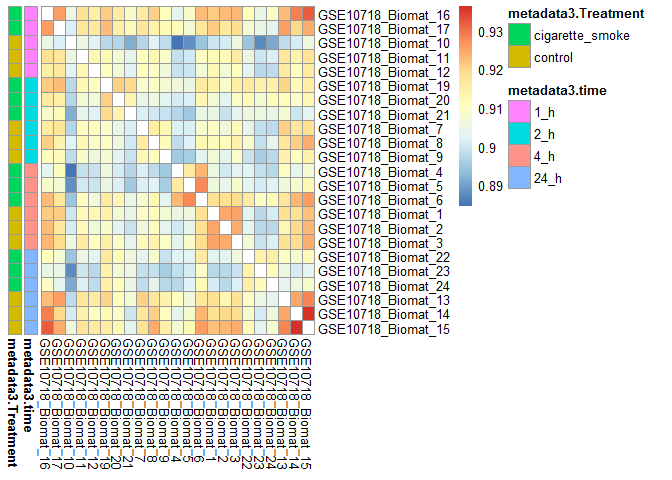 GSE10718_Biomat_16
GSE10718_Biomat_17
GSE10718_Biomat_10
GSE10718_Biomat_11
GSE10718_Biomat_12
GSE10718_Biomat_19
GSE10718_Biomat_20
GSE10718_Biomat_21
GSE10718_Biomat_7
GSE10718_Biomat_8
GSE10718_Biomat_9
GSE10718_Biomat_4
GSE10718_Biomat_5
GSE10718_Biomat_6
GSE10718_Biomat_1
GSE10718_Biomat_2
GSE10718_Biomat_3
GSE10718_Biomat_22
GSE10718_Biomat_23
GSE10718_Biomat_24
GSE10718_Biomat_13
GSE10718_Biomat_14
GSE10718_Biomat_15
0.93
0.92
0.91
0.9
0.89
metadata3.Treatment
cigarette_smoke
control
metadata3.time
1_h
2_h
4_h
24_h
metadata3.Treatment
metadata3.time
GSE10718_Biomat_16
GSE10718_Biomat_17
GSE10718_Biomat_10
GSE10718_Biomat_11
GSE10718_Biomat_12
GSE10718_Biomat_19
GSE10718_Biomat_20
GSE10718_Biomat_21
GSE10718_Biomat_7
GSE10718_Biomat_8
GSE10718_Biomat_9
GSE10718_Biomat_4
GSE10718_Biomat_5
GSE10718_Biomat_6
GSE10718_Biomat_1
GSE10718_Biomat_2
GSE10718_Biomat_3
GSE10718_Biomat_22
GSE10718_Biomat_23
GSE10718_Biomat_24
GSE10718_Biomat_13
GSE10718_Biomat_14
GSE10718_Biomat_15